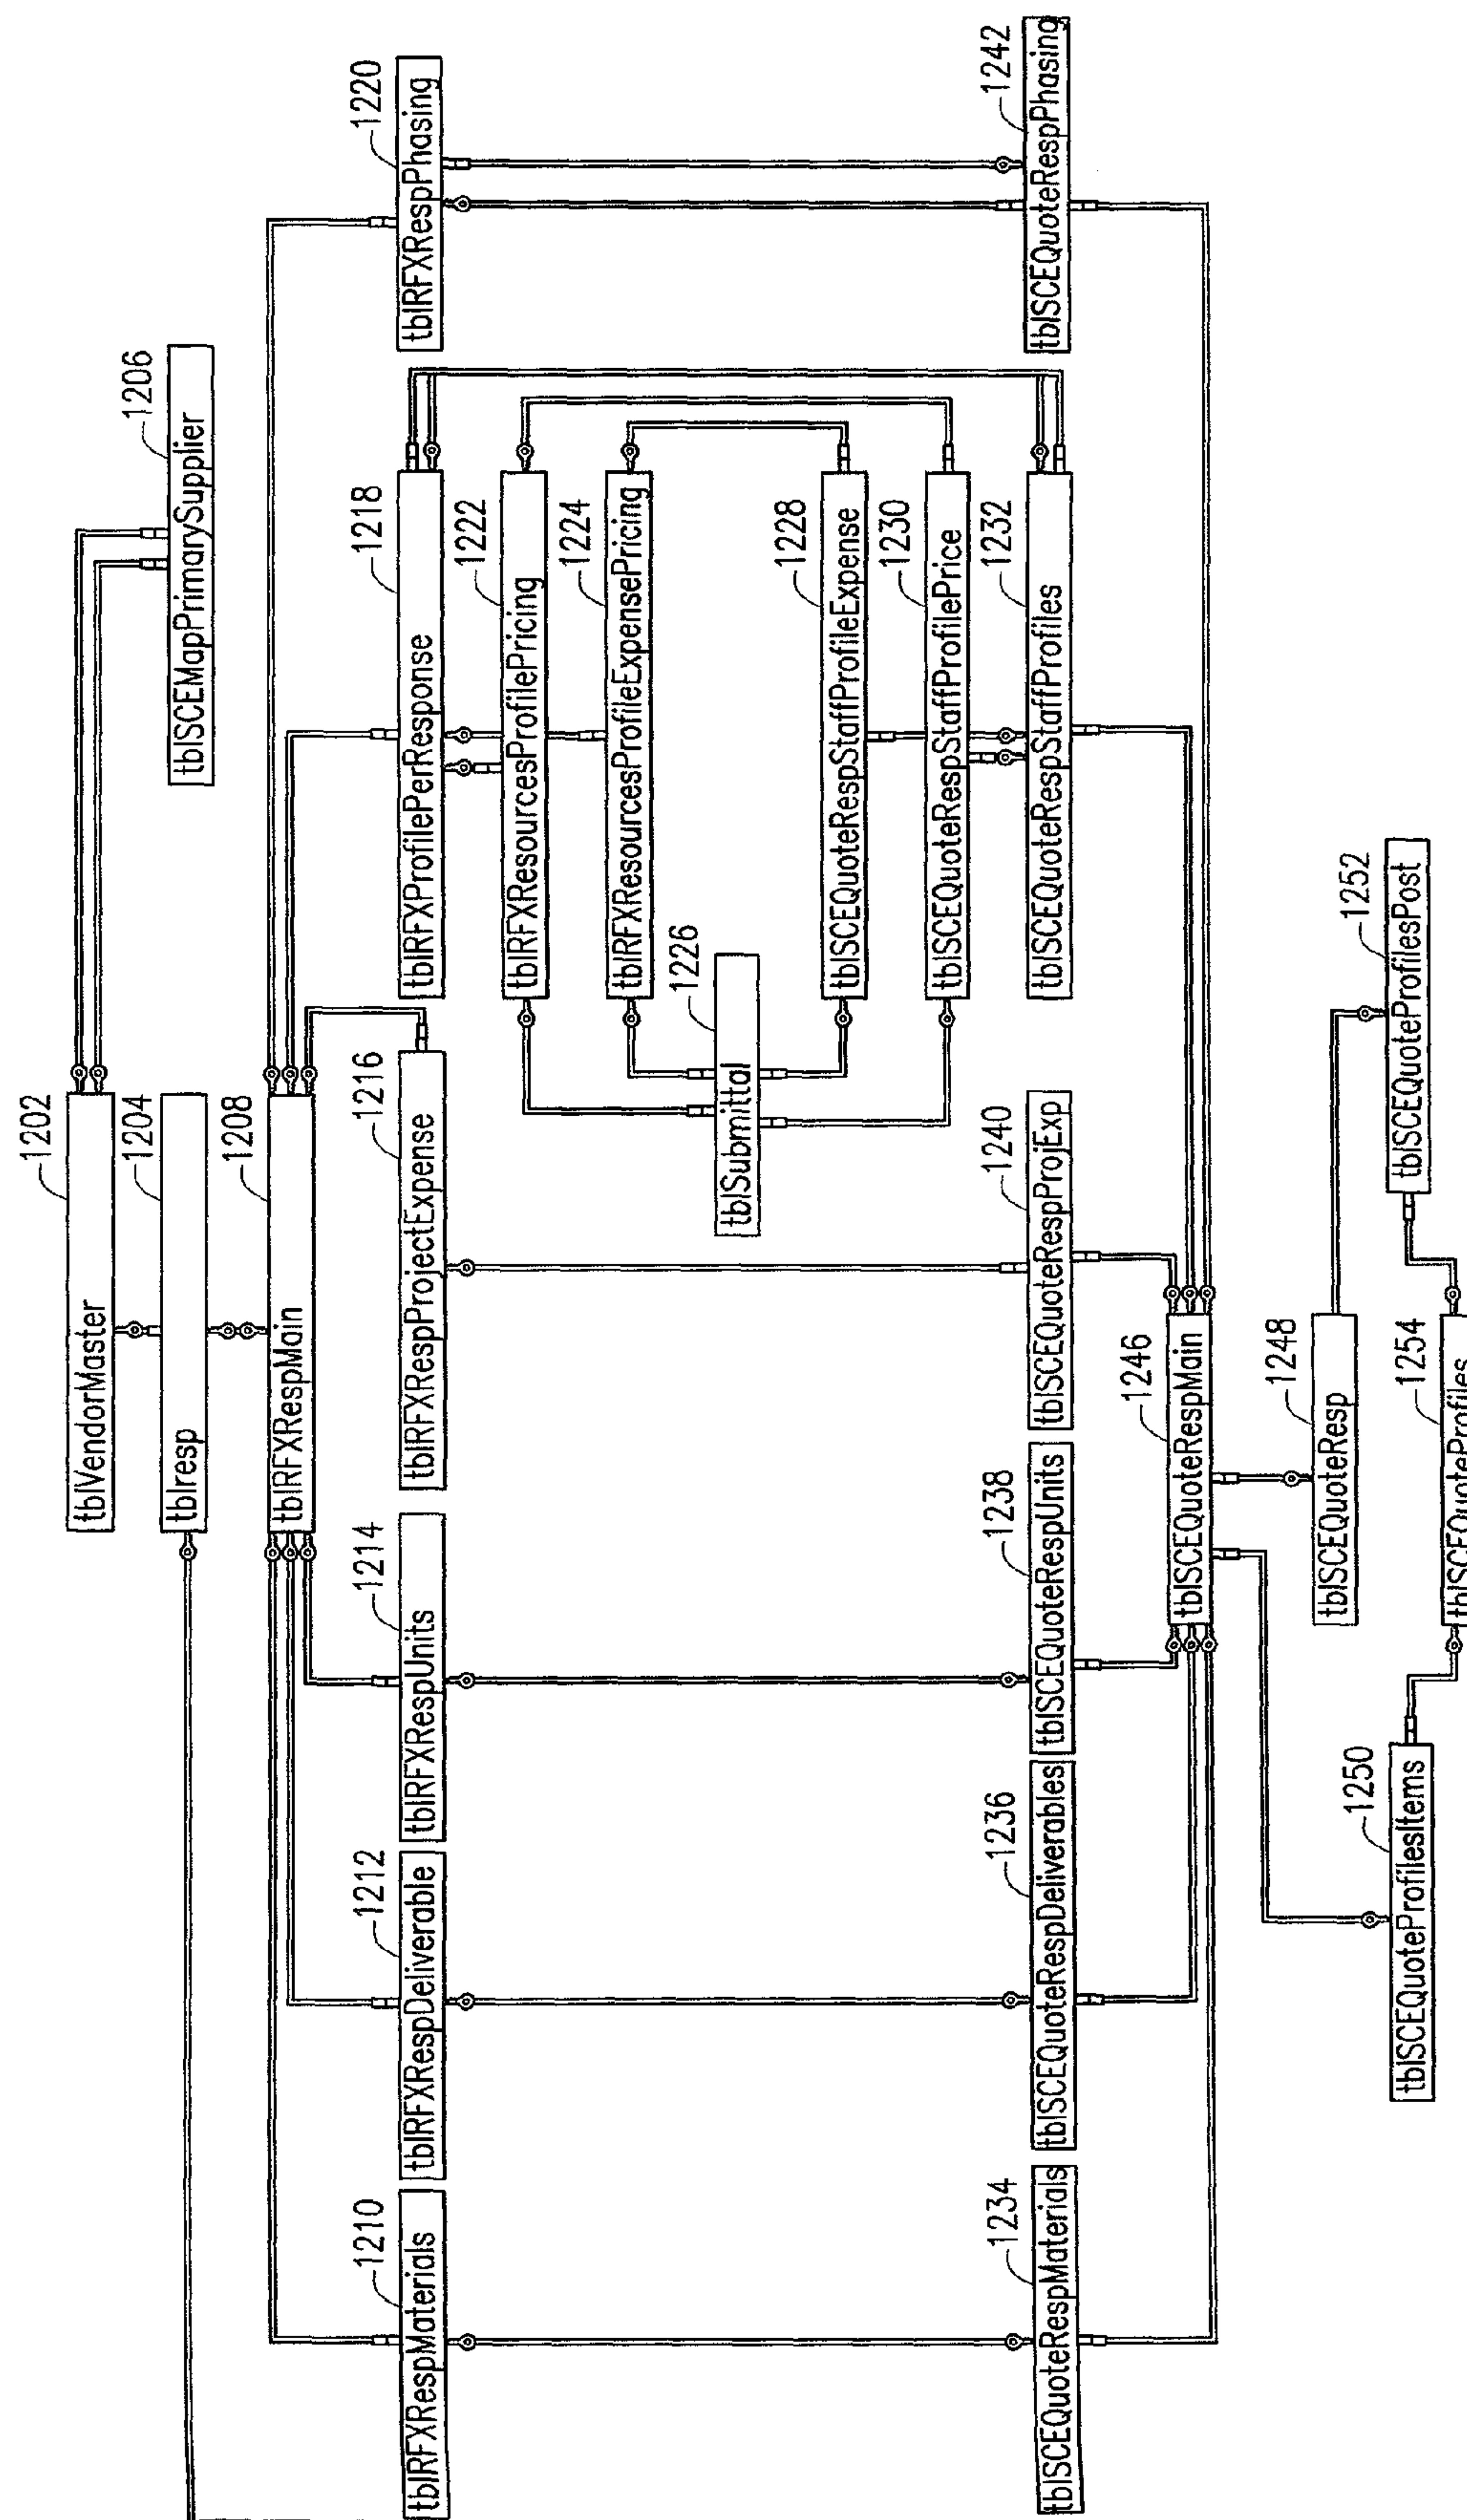 1202
tblVendorMaster
1204
tblresp
1206
tblSCEMapPrimarySupplier
1208
tblRFXRespMain
1210
tblRFXRespMaterials
1212
tblRFXRespDeliverable
1214
tblRFXRespUnits
1216
tblRFXRespProjectExpense
1218
tblRFXProfilePerResponse
1220
tblRFXRespPhasing
1222
tblRFXResourcesProfilePricing
1224
tblRFXResourcesProfileExpensePricing
1226
tblSubmittal
1228
tblSCEQuoteRespStaffProfileExpense
1230
tblSCEQuoteRespStaffProfilePrice
1232
tblSCEQuoteRespStaffProfiles
1234
tblSCEQuoteRespMaterials
1236
tblSCEQuoteRespDeliverables
1238
tblSCEQuoteRespUnits
1240
tblSCEQuoteRespProjExp
1242
tblSCEQuoteRespPhasing
1246
tblSCEQuoteRespMain
1248
tblSCEQuoteResp
1250
tblSCEQuoteProfilesItems
1252
tblSCEQuoteProfilesPost
1254
tblSCEQuoteProfiles